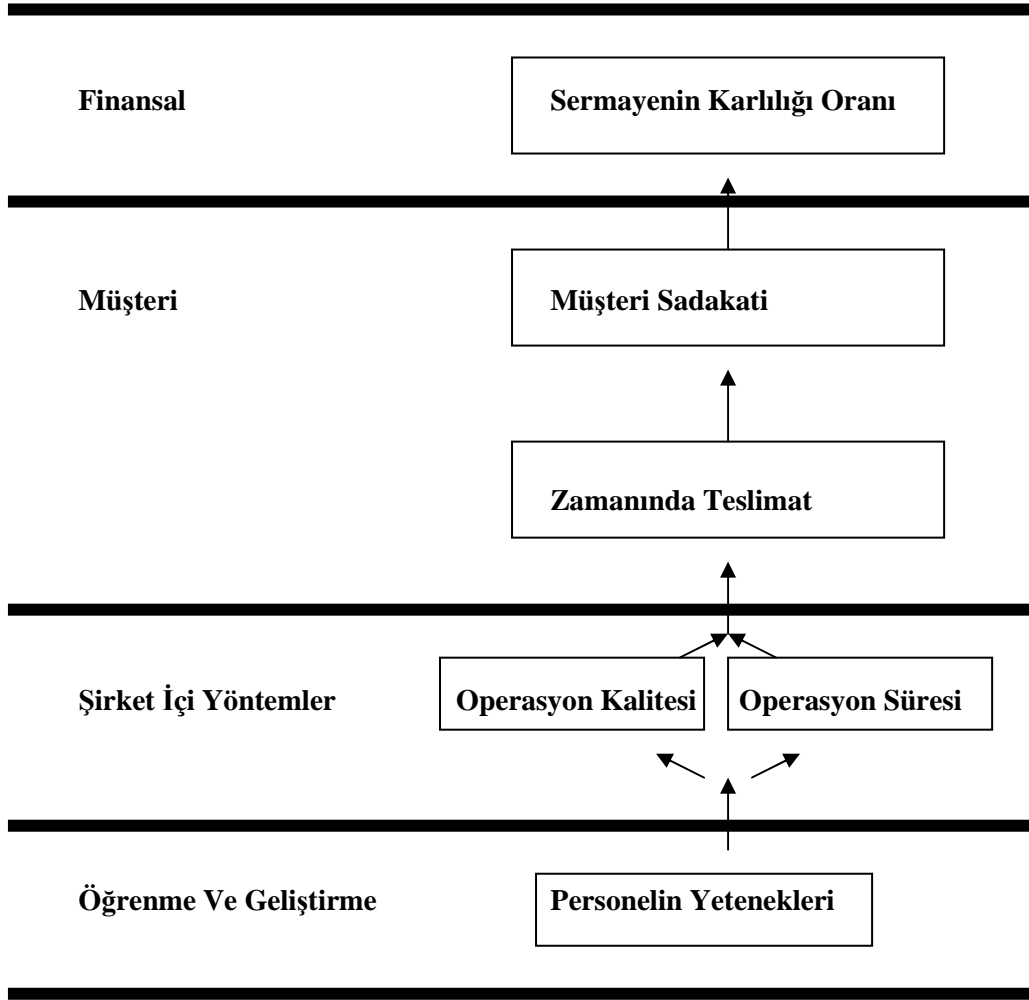 Finansal
Sermayenin Karlılığı Oranı
Müşteri
Müşteri Sadakati
Zamanında Teslimat
Şirket İçi Yöntemler
Operasyon Kalitesi
Operasyon Süresi
Öğrenme Ve Geliştirme
Personelin Yetenekleri